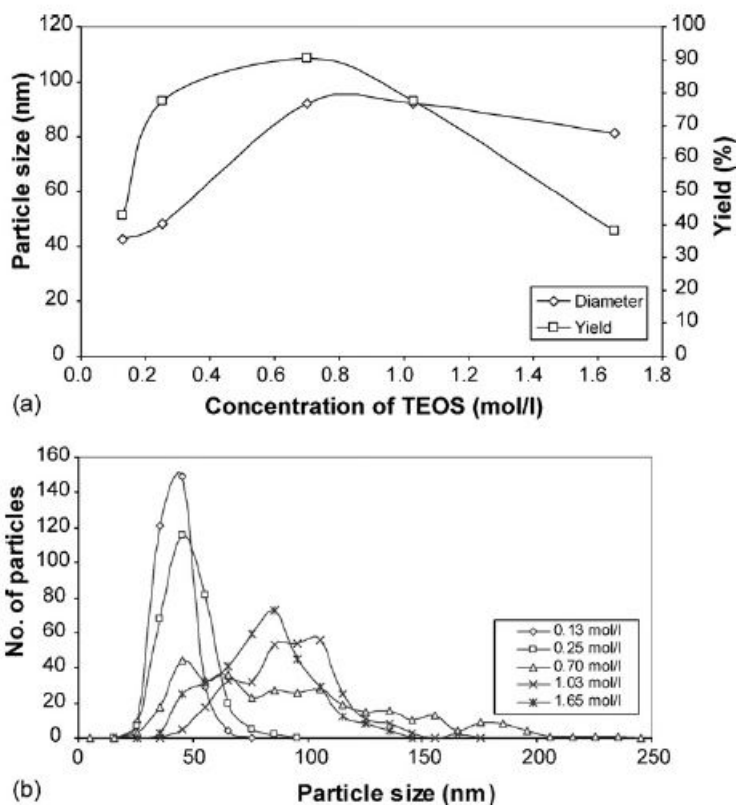 120
100
80
60
40
20
0
Particle size (nm)
100
90
80
70
60
50
40
30
20
10
0
Yield (%)
Diameter
Yield
0.0 0.2 0.4 0.6 0.8 1.0 1.2 1.4 1.6 1.8
(a) Concentration of TEOS (mol/l)
160
140
120
100
80
60
40
20
0
No. of particles
0.13 mol/l
0.25 mol/l
0.70 mol/l
1.03 mol/l
1.65 mol/l
0 50 100 150 200 250
(b) Particle size (nm)